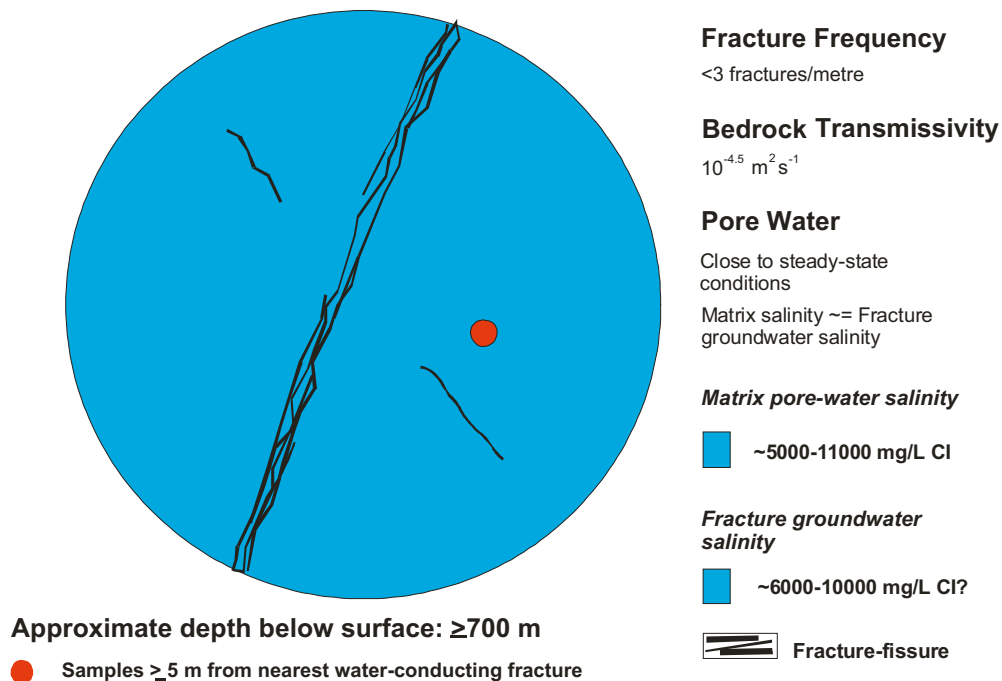 Fracture Frequency
<3 fractures/metre
Bedrock Transmissivity
10^-4.5 m^2 s^-1
Pore Water
Close to steady-state
conditions
Matrix salinity ~= Fracture
groundwater salinity
Matrix pore-water salinity
~5000-11000 mg/L Cl
Fracture groundwater
salinity
~6000-10000 mg/L Cl?
Fracture-fissure
Approximate depth below surface: ≥700 m
Samples ≥ 5 m from nearest water-conducting fracture